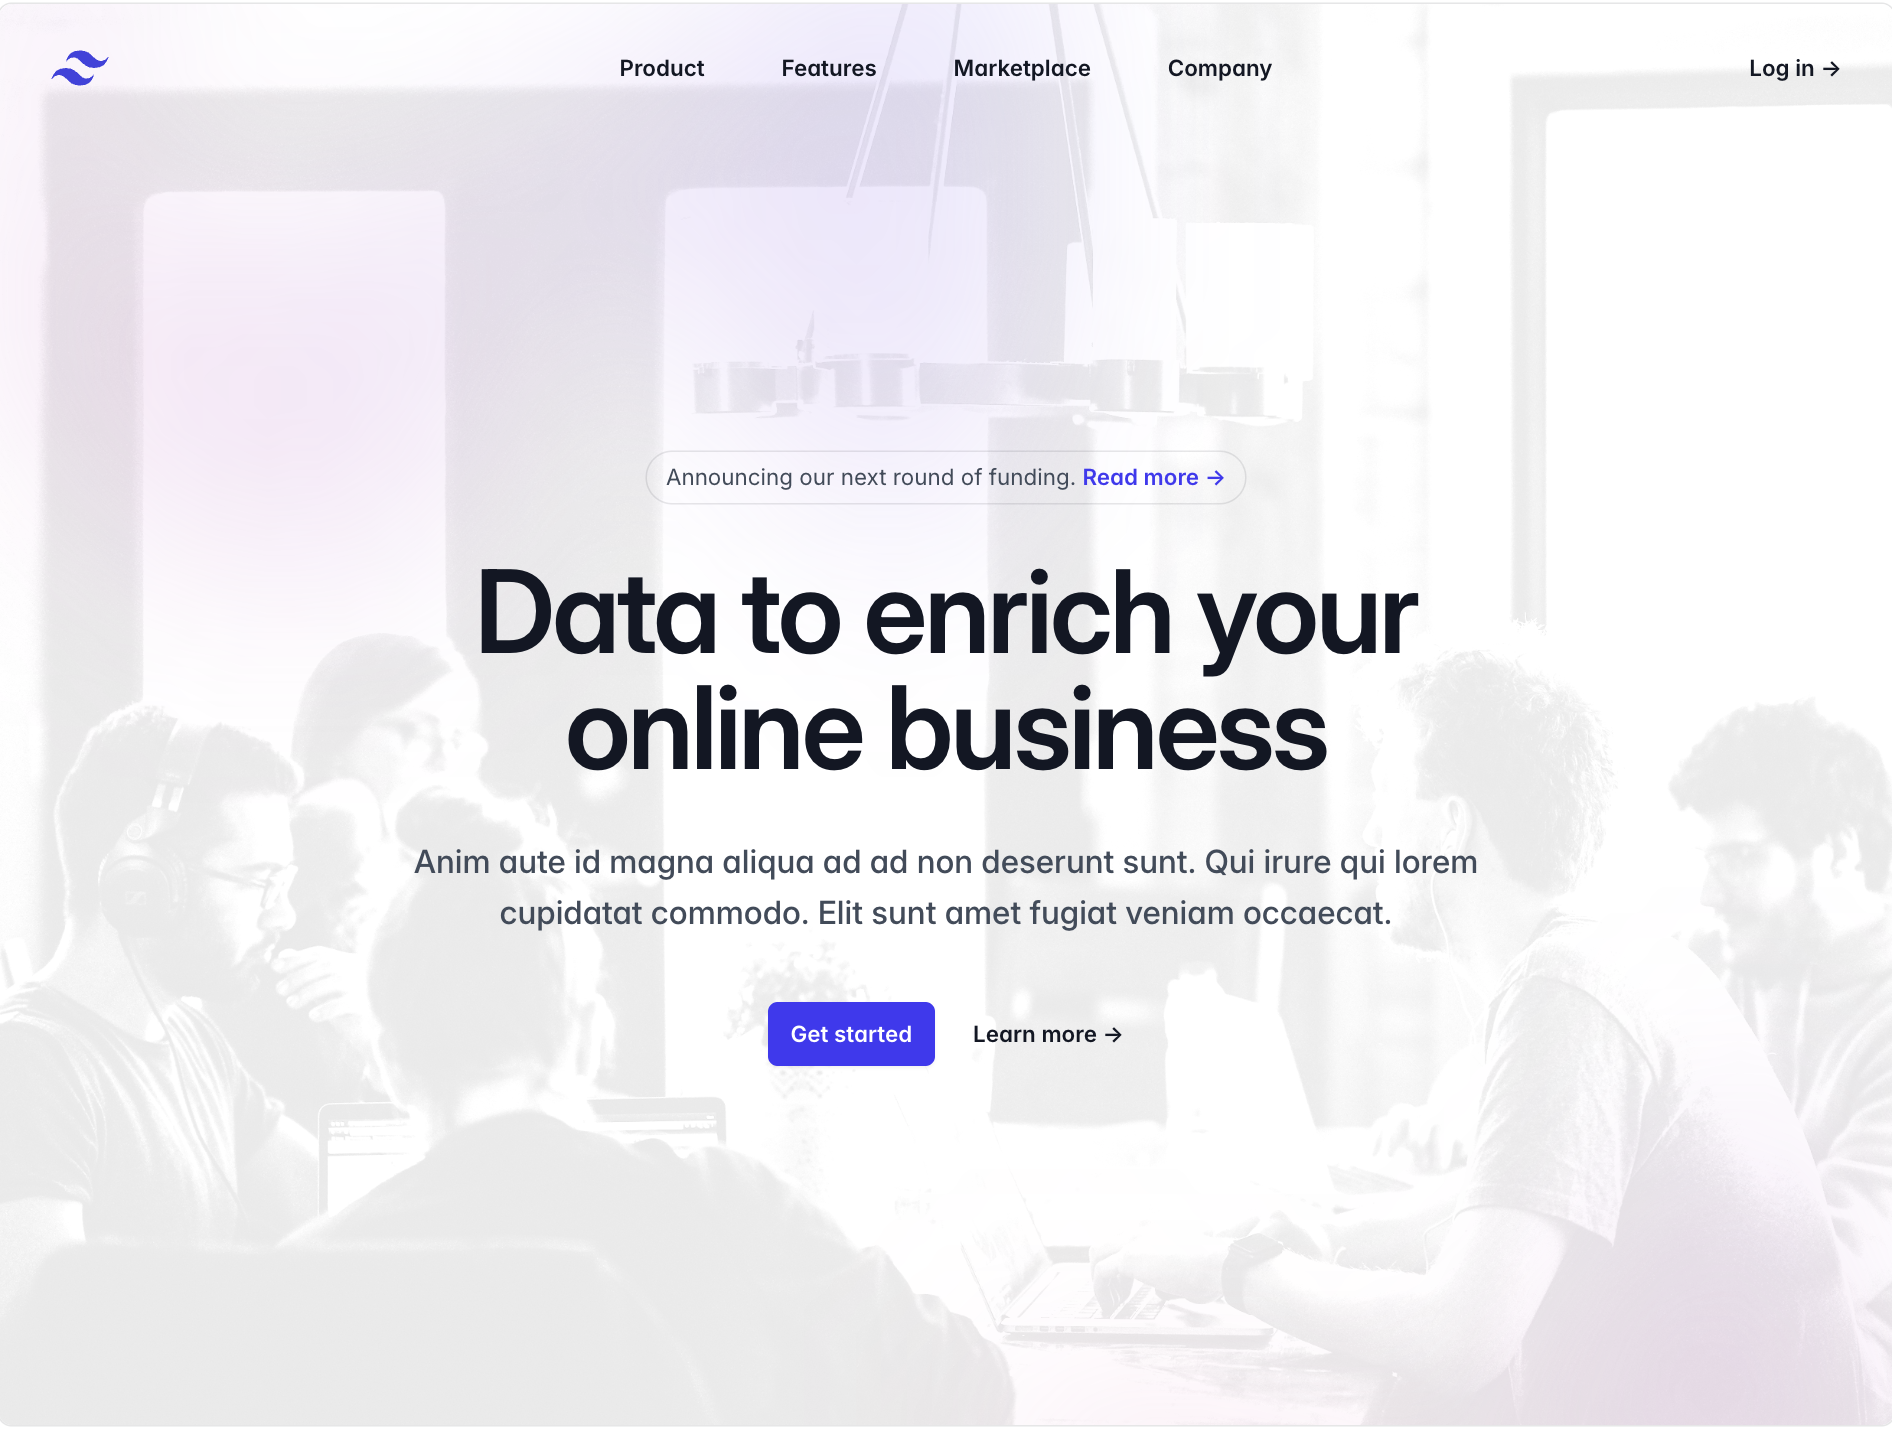 Product Features Marketplace Company Log in →
Announcing our next round of funding. Read more →
Data to enrich your
online business
Anim aute id magna aliqua ad ad non deserunt sunt. Qui irure qui lorem
cupidatat commodo. Elit sunt amet fugiat veniam occaecat.
Get started Learn more →